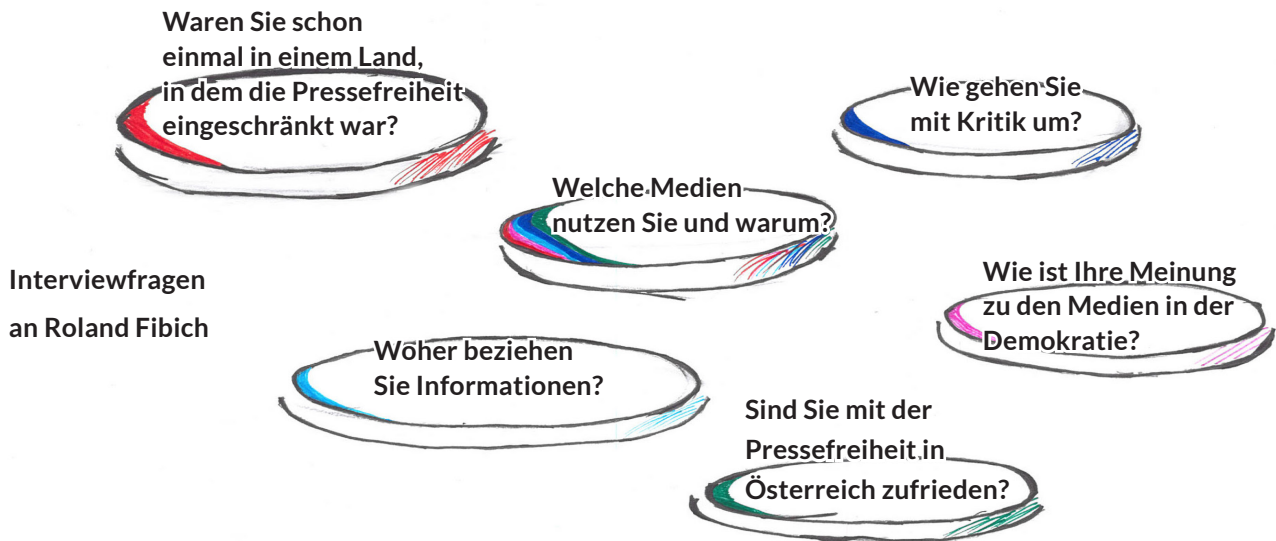 Waren Sie schon
einmal in einem Land,
in dem die Pressefreiheit
eingeschränkt war?
Wie gehen Sie
mit Kritik um?
Welche Medien
nutzen Sie und warum?
Interviewfragen
an Roland Fibich
Wie ist Ihre Meinung
zu den Medien in der
Demokratie?
Woher beziehen
Sie Informationen?
Sind Sie mit der
Pressefreiheit in
Österreich zufrieden?